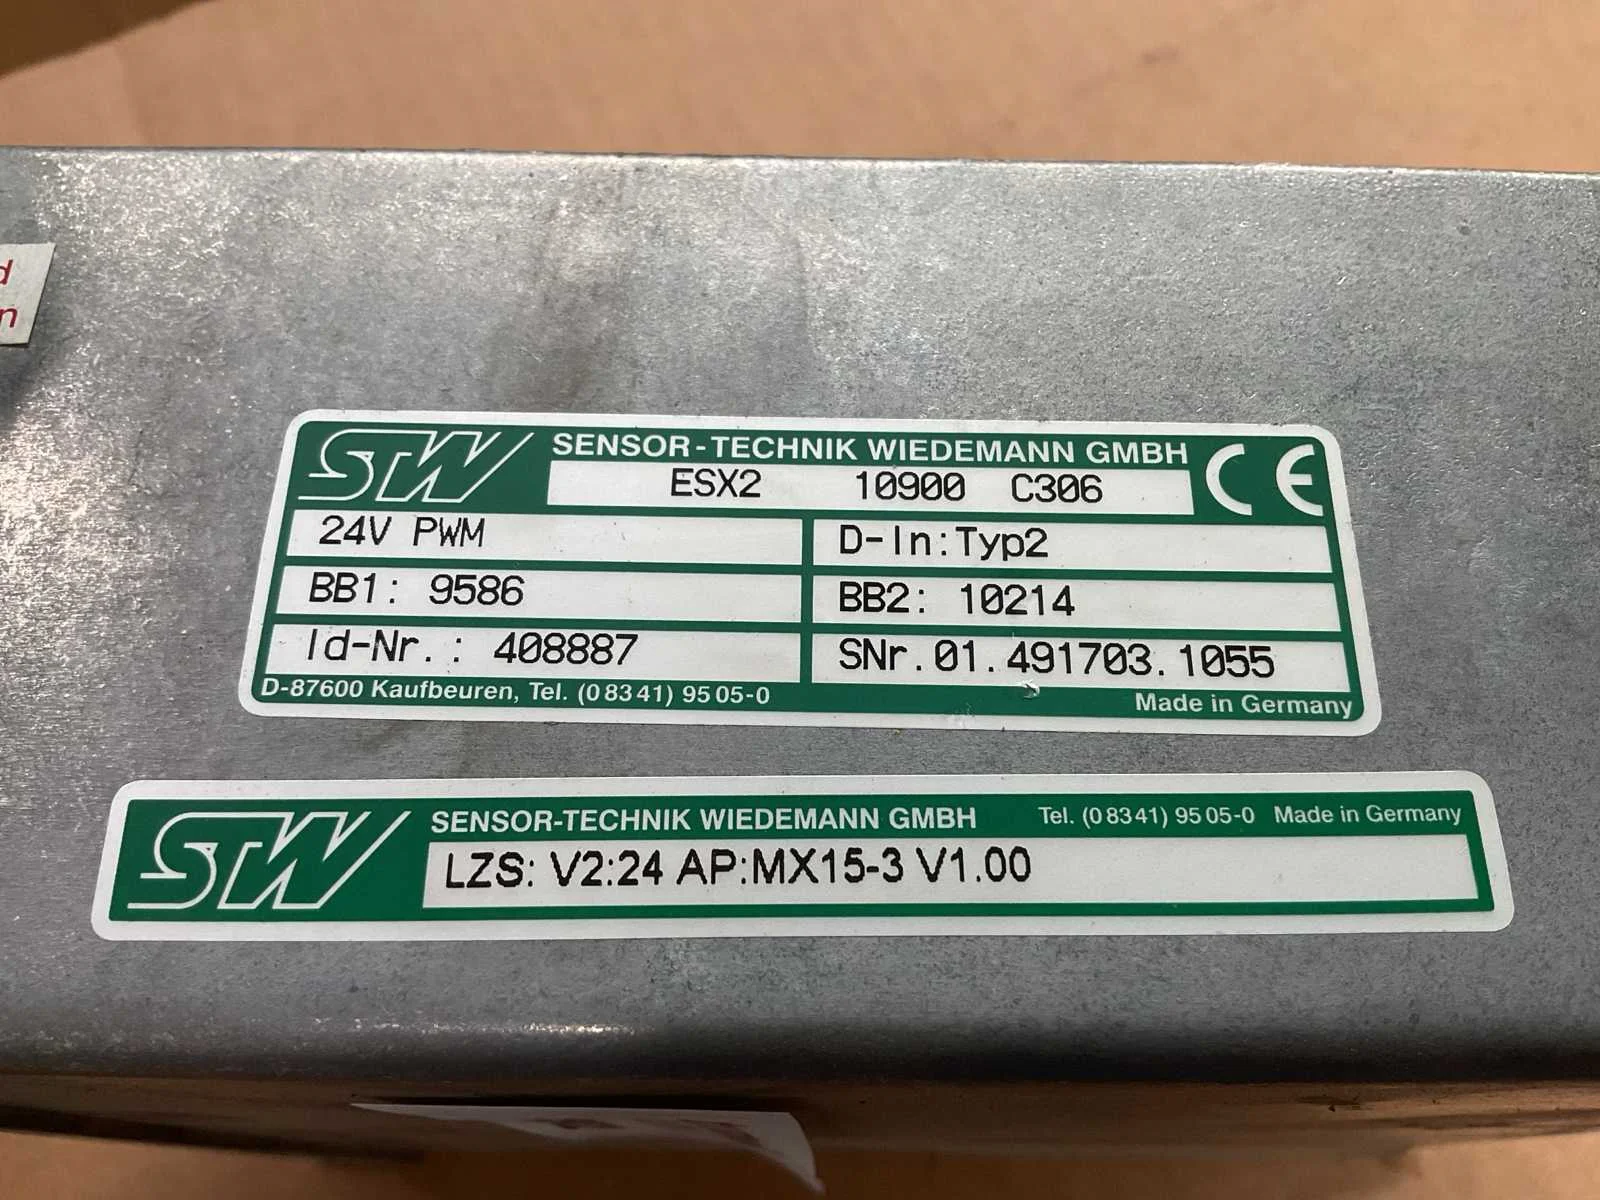 d
n
STW SENSOR-TECHNIK WIEDEMANN GMBH CE
ESX2 10900 C306
24V PWM D-In:Typ2
BB1: 9586 BB2: 10214
Id-Nr.: 408887 SNr.01.491703.1055
D-87600 Kaufbeuren, Tel. (0 83 41) 95 05-0 Made in Germany
STW SENSOR-TECHNIK WIEDEMANN GMBH Tel. (0 83 41) 95 05-0 Made in Germany
LZS: V2:24 AP:MX15-3 V1.00